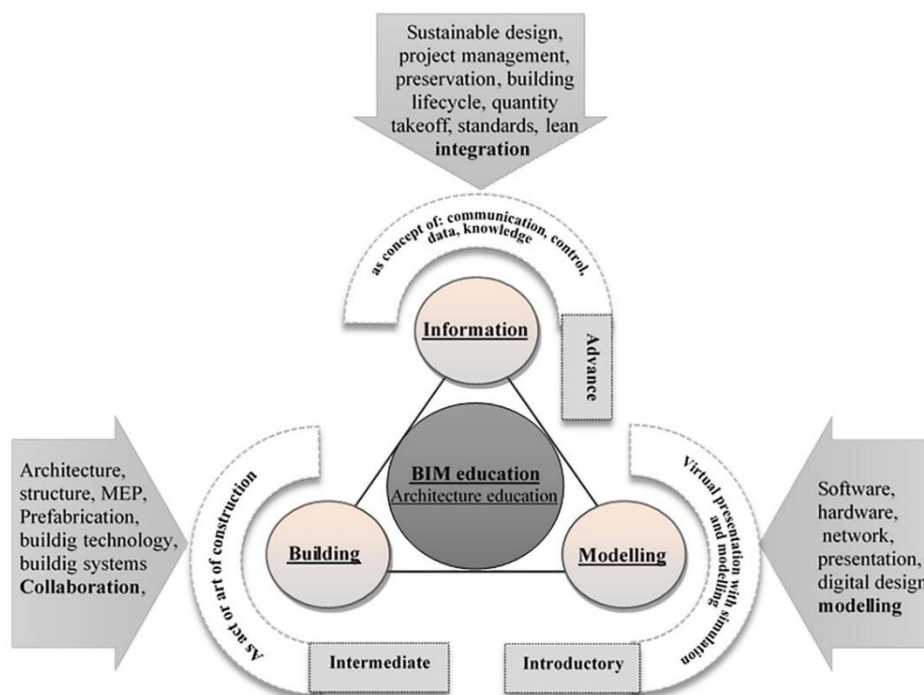 Sustainable design,
project management,
preservation, building
lifecycle, quantity
takeoff, standards, lean
integration
as concept of: communication, control,
data, knowledge
Information
Advance
BIM education
Architecture education
Architecture,
structure, MEP,
Prefabrication,
buildig technology,
buildig systems
Collaboration,
As act or art of construction
Building
Intermediate
Modelling
Introductory
Virtual presentation with simulation
and modelling
Software,
hardware,
network,
presentation,
digital design
modelling